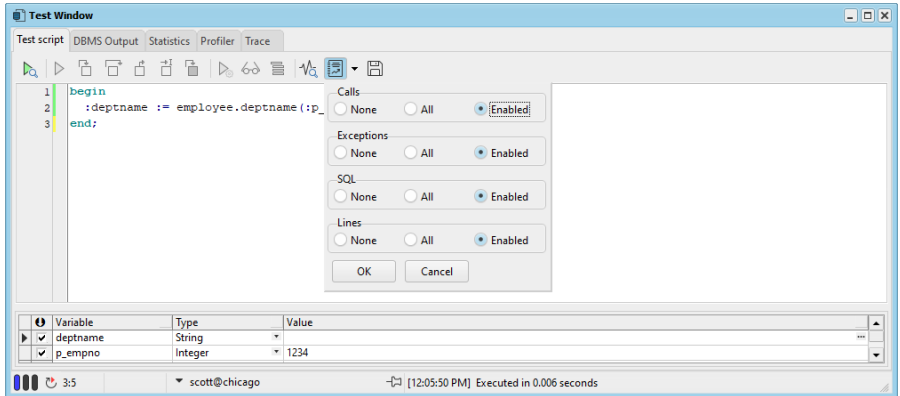 Test Window
Test script DBMS Output Statistics Profiler Trace
1 begin
2 :deptname := employee.deptname(:p_
3 end;
Calls
None All Enabled
Exceptions
None All Enabled
SQL
None All Enabled
Lines
None All Enabled
OK Cancel
Variable Type Value
deptname String
p_empno Integer 1234
3:5 scott@chicago [12:05:50 PM] Executed in 0.006 seconds